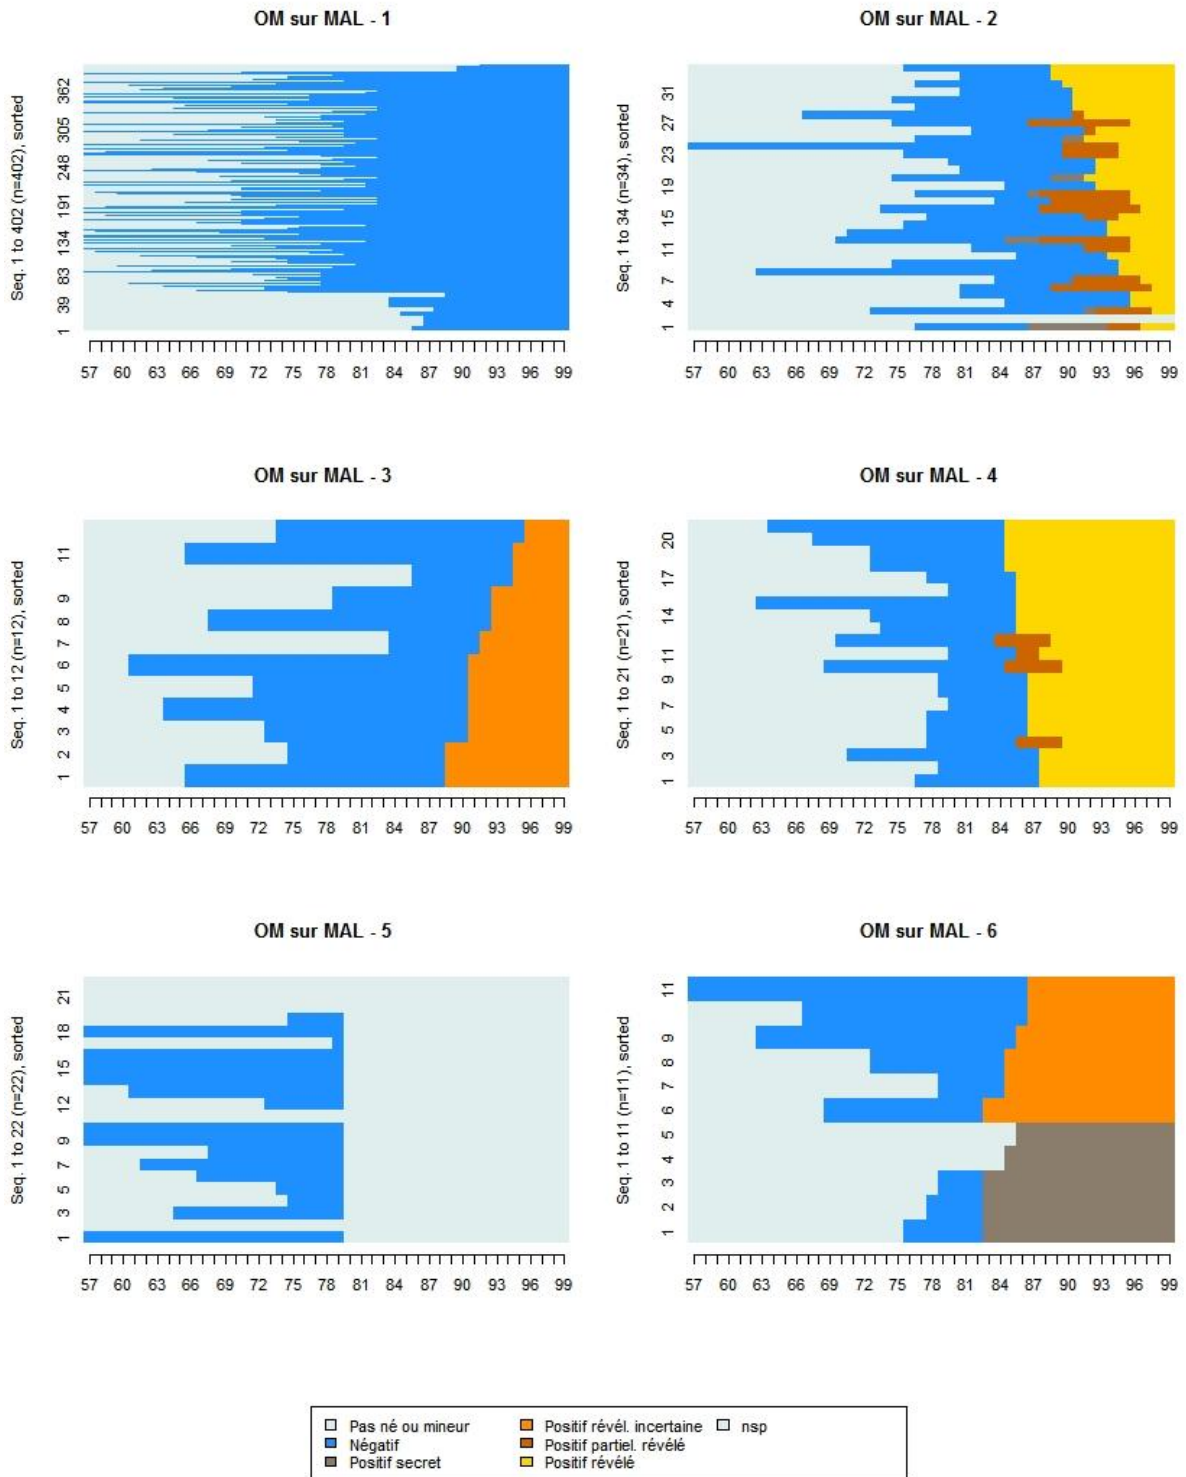 OM sur MAL - 1
Seq. 1 to 402 (n=402), sorted
1 39 83 134 191 248 305 362
57 60 63 66 69 72 75 78 81 84 87 90 93 96 99
OM sur MAL - 2
Seq. 1 to 34 (n=34), sorted
1 4 7 11 15 19 23 27 31
57 60 63 66 69 72 75 78 81 84 87 90 93 96 99
OM sur MAL - 3
Seq. 1 to 12 (n=12), sorted
1 2 3 4 5 6 7 8 9 11
57 60 63 66 69 72 75 78 81 84 87 90 93 96 99
OM sur MAL - 4
Seq. 1 to 21 (n=21), sorted
1 3 5 7 9 11 14 17 20
57 60 63 66 69 72 75 78 81 84 87 90 93 96 99
OM sur MAL - 5
Seq. 1 to 22 (n=22), sorted
1 3 5 7 9 12 15 18 21
57 60 63 66 69 72 75 78 81 84 87 90 93 96 99
OM sur MAL - 6
Seq. 1 to 11 (n=11), sorted
1 2 3 4 5 6 7 8 9 11
57 60 63 66 69 72 75 78 81 84 87 90 93 96 99
Pas né ou mineur
Négatif
Positif secret
Positif révél. incertaine
Positif partiel. révélé
Positif révélé
nsp